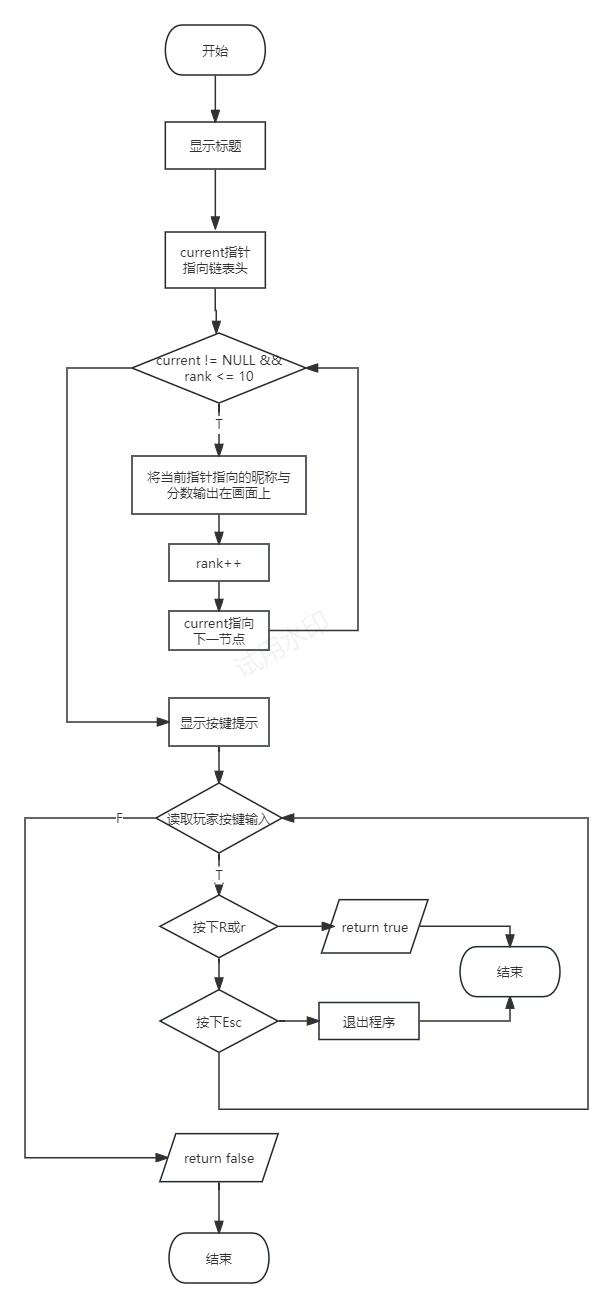 开始
显示标题
current指针
指向链表头
current != NULL &&
rank <= 10
T
将当前指针指向的昵称与
分数输出在画面上
rank++
current指向
下一节点
试用水印
显示按键提示
F
读取玩家按键输入
T
按下R或r
return true
结束
按下Esc
退出程序
return false
结束